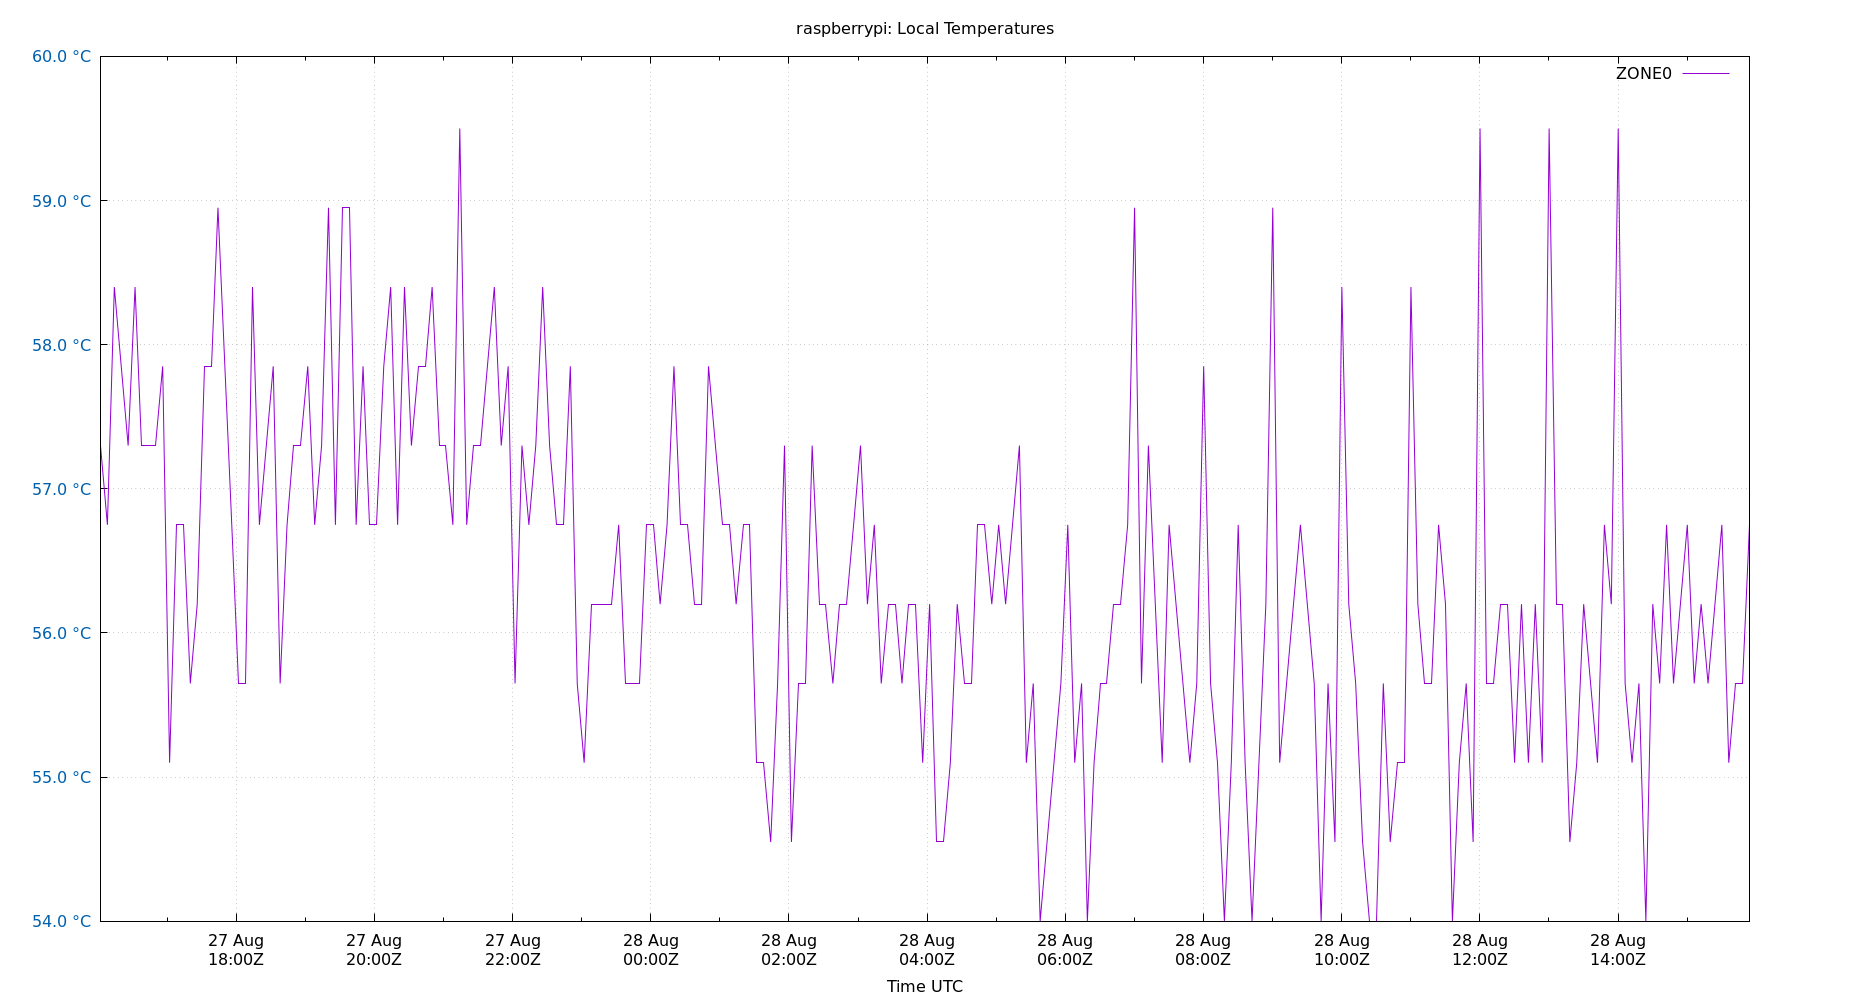 raspberrypi: Local Temperatures
60.0 °C
ZONE0
59.0 °C
58.0 °C
57.0 °C
56.0 °C
55.0 °C
54.0 °C
27 Aug 27 Aug 27 Aug 28 Aug 28 Aug 28 Aug 28 Aug 28 Aug 28 Aug 28 Aug 28 Aug
18:00Z 20:00Z 22:00Z 00:00Z 02:00Z 04:00Z 06:00Z 08:00Z 10:00Z 12:00Z 14:00Z
Time UTC